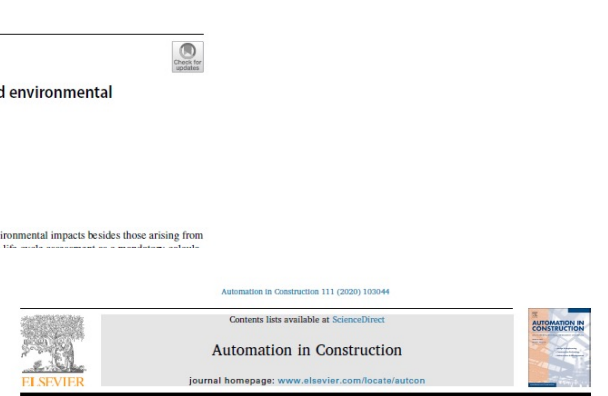 Check for
updates
d environmental
ironmental impacts besides those arising from
Automation in Construction 111 (2020) 103044
Contents lists available at ScienceDirect
Automation in Construction
journal homepage: www.elsevier.com/locate/autcon
ELSEVIER
AUTOMATION IN
CONSTRUCTION